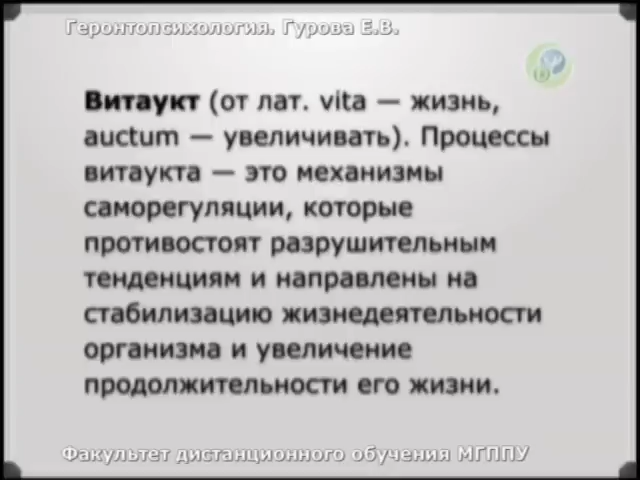 Геронтопсихология. Гурова Е.В.
Витаукт (от лат. vita — жизнь,
auctum — увеличивать). Процессы
витаукта — это механизмы
саморегуляции, которые
противостоят разрушительным
тенденциям и направлены на
стабилизацию жизнедеятельности
организма и увеличение
продолжительности его жизни.
Факультет дистанционного обучения МГППУ